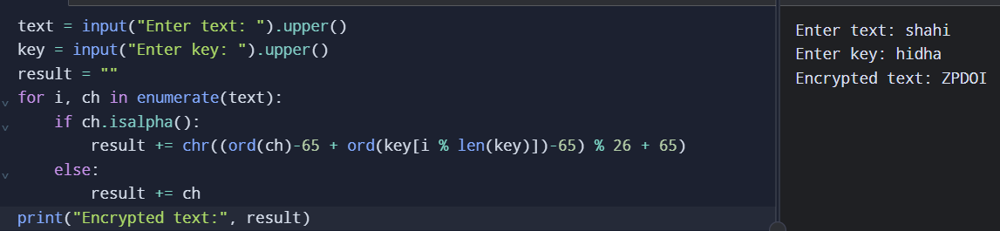 text = input("Enter text: ").upper()
key = input("Enter key: ").upper()
result = ""
for i, ch in enumerate(text):
    if ch.isalpha():
        result += chr((ord(ch)-65 + ord(key[i % len(key)])-65) % 26 + 65)
    else:
        result += ch
print("Encrypted text:", result)
Enter text: shahi
Enter key: hidha
Encrypted text: ZPDOI